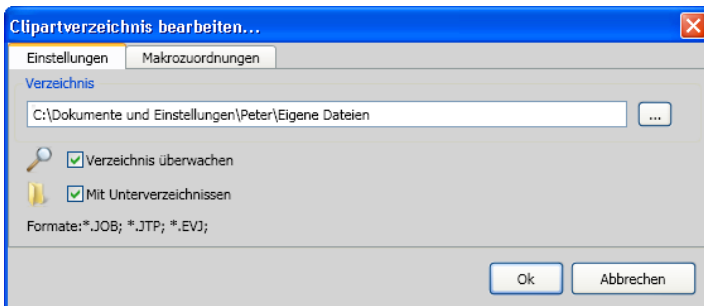 Clipartverzeichnis bearbeiten...
Einstellungen Makrozuordnungen
Verzeichnis
C:\Dokumente und Einstellungen\Peter\Eigene Dateien ...
Verzeichnis überwachen
Mit Unterverzeichnissen
Formate:*.JOB; *.JTP; *.EVJ;
Ok Abbrechen